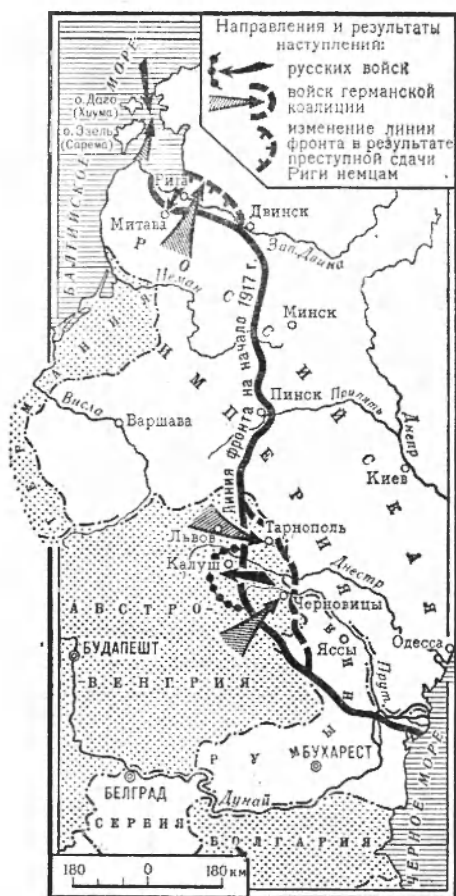 Направления и результаты
наступлений:
русских войск
войск германской
коалиции
изменение линии
фронта в результате
преступной сдачи
Риги немцам
БАЛТИЙСКОЕ МОРЕ
о. Даго
(Хиума)
о. Эзель
(Сарема)
Рига
Митава
Двинск
Зап. Двина
Неман
РОССИЙСКАЯ
ИМПЕРИЯ
Линия фронта на начало 1917 г.
Минск
ГЕРМАНИЯ
Висла
Варшава
Пинск
Припять
Днепр
Киев
Львов
Тарнополь
Калуш
Днестр
Черновицы
АВСТРО-
ВЕНГРИЯ
БУДАПЕШТ
Яссы
Прут
Одесса
РУМЫНИЯ
БУХАРЕСТ
БЕЛГРАД
Дунай
СЕРБИЯ
БОЛГАРИЯ
ЧЕРНОЕ МОРЕ
180 0 180 км